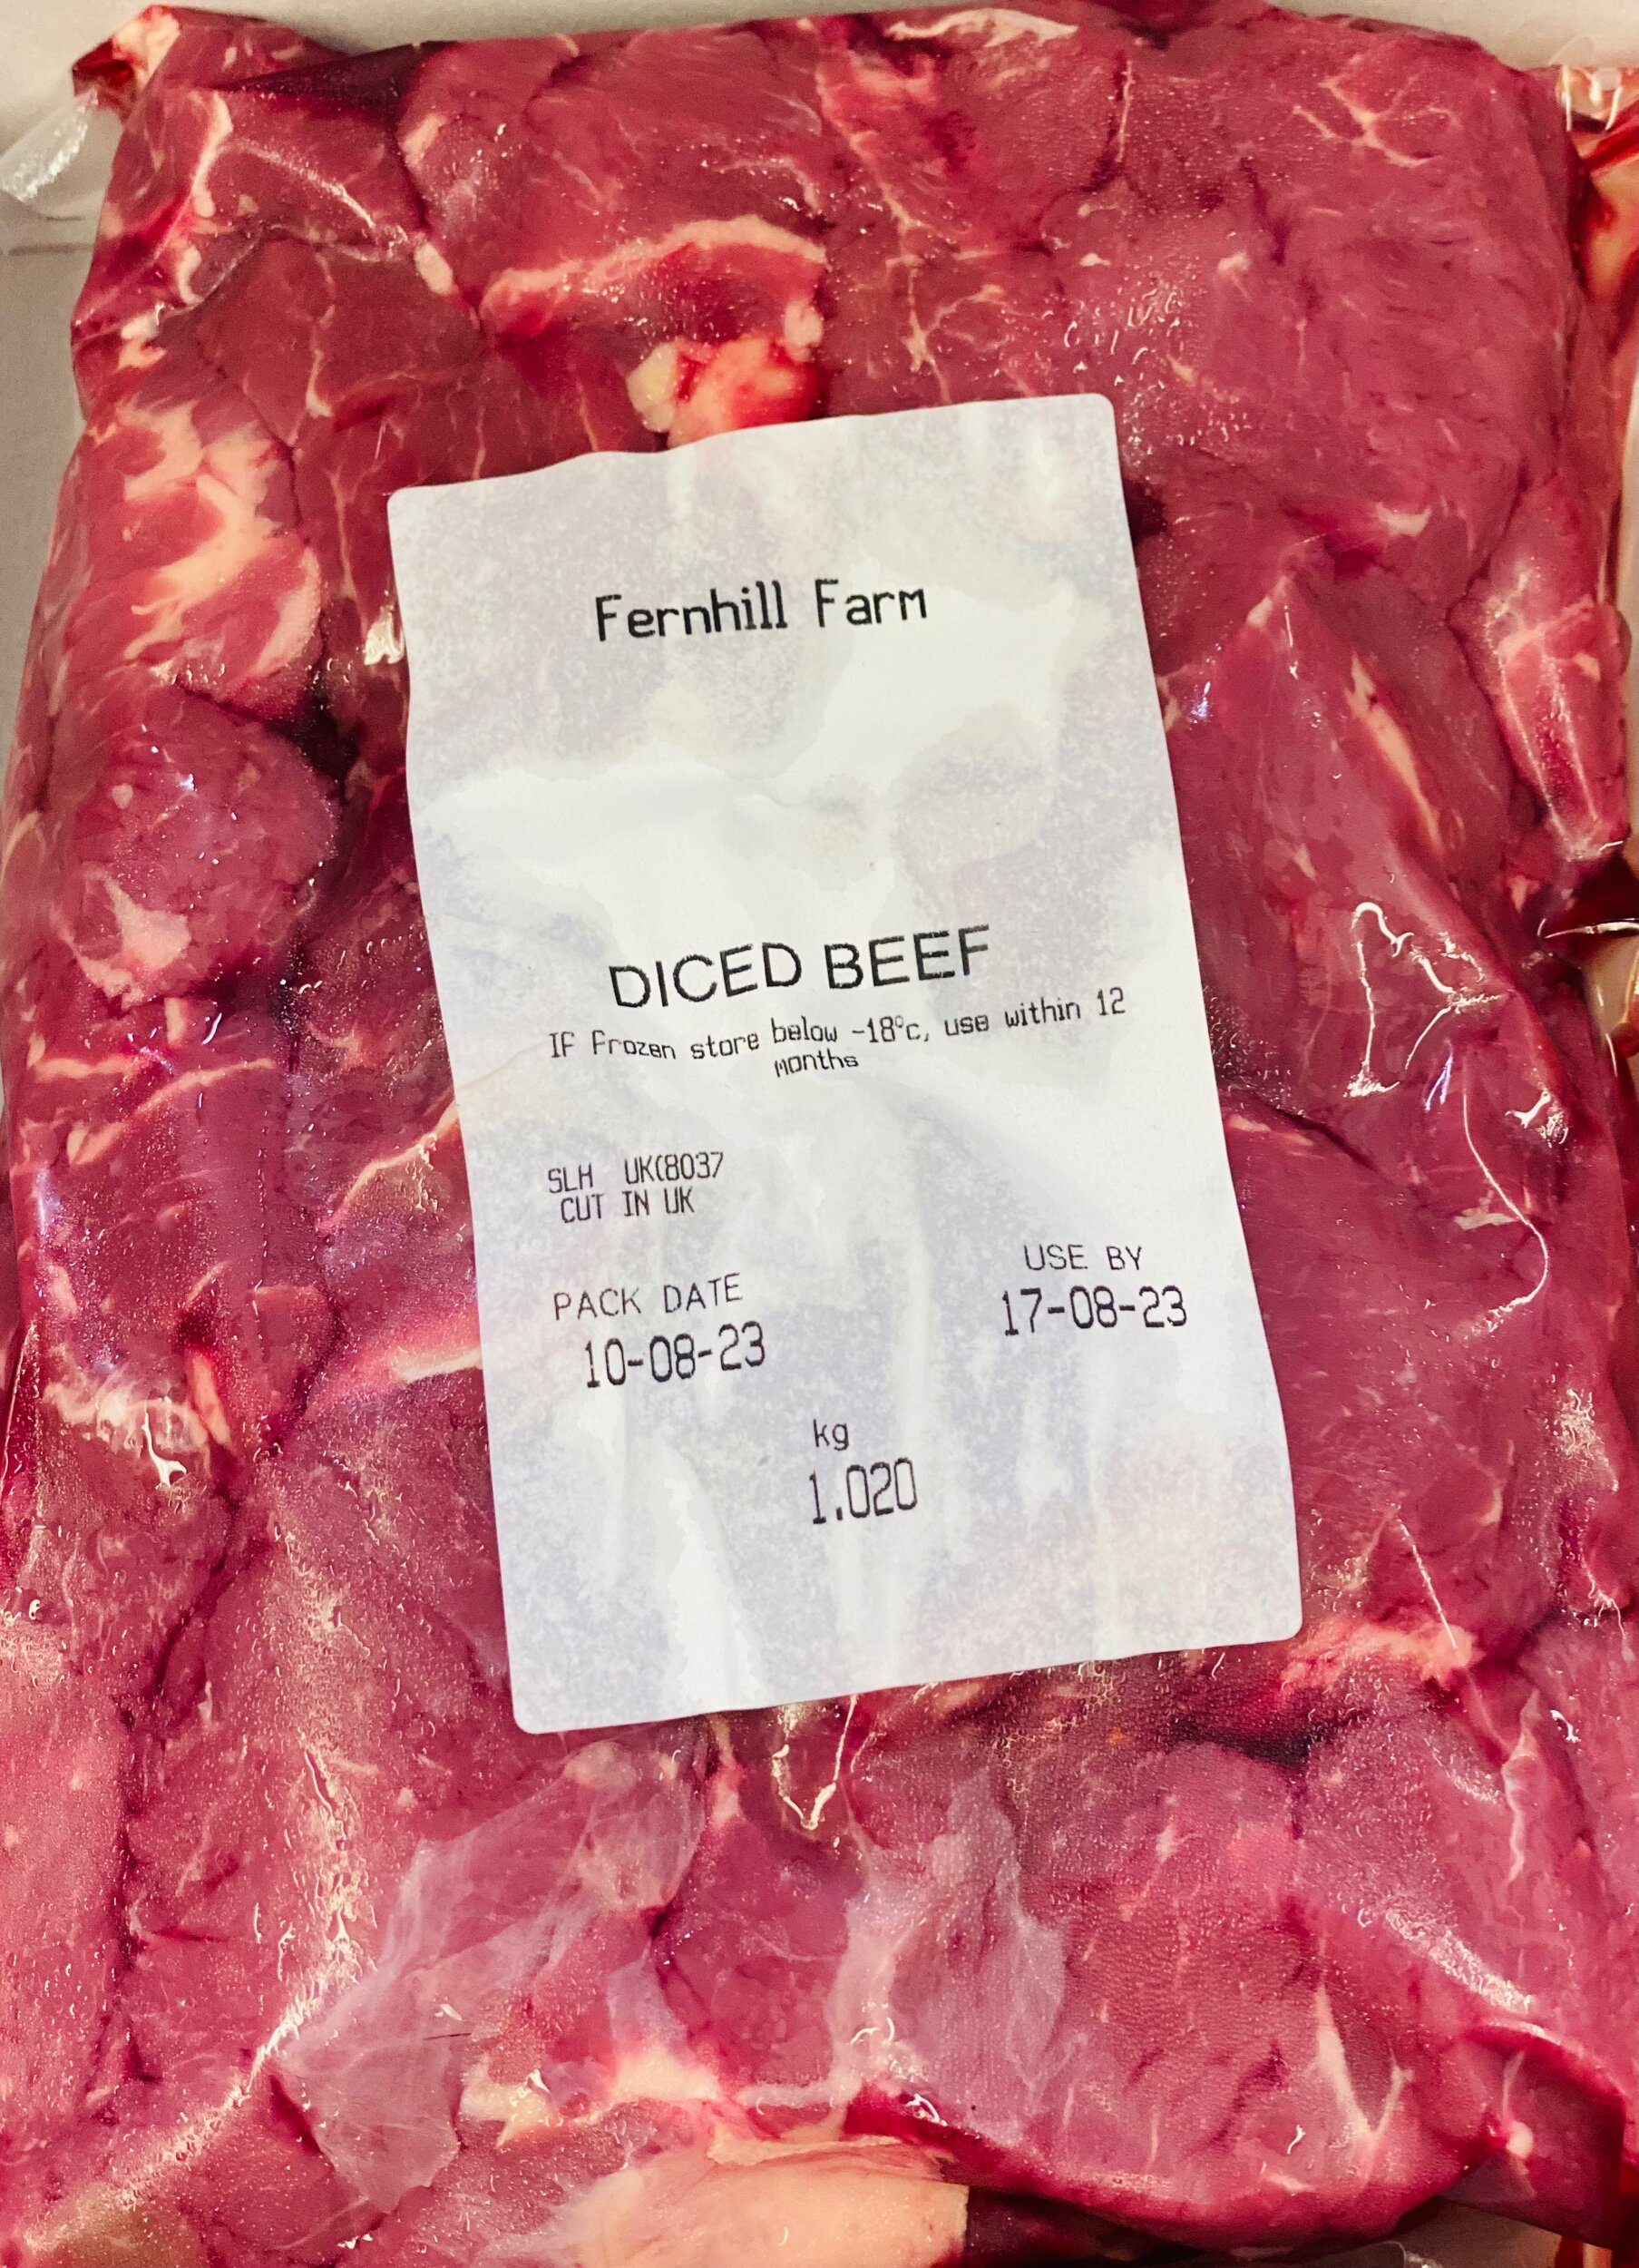 Fernhill Farm
DICED BEEF
IF Frozen store below -18°c, use within 12
months
SLH UK(8037
CUT IN UK
PACK DATE
10-08-23
USE BY
17-08-23
kg
1.020